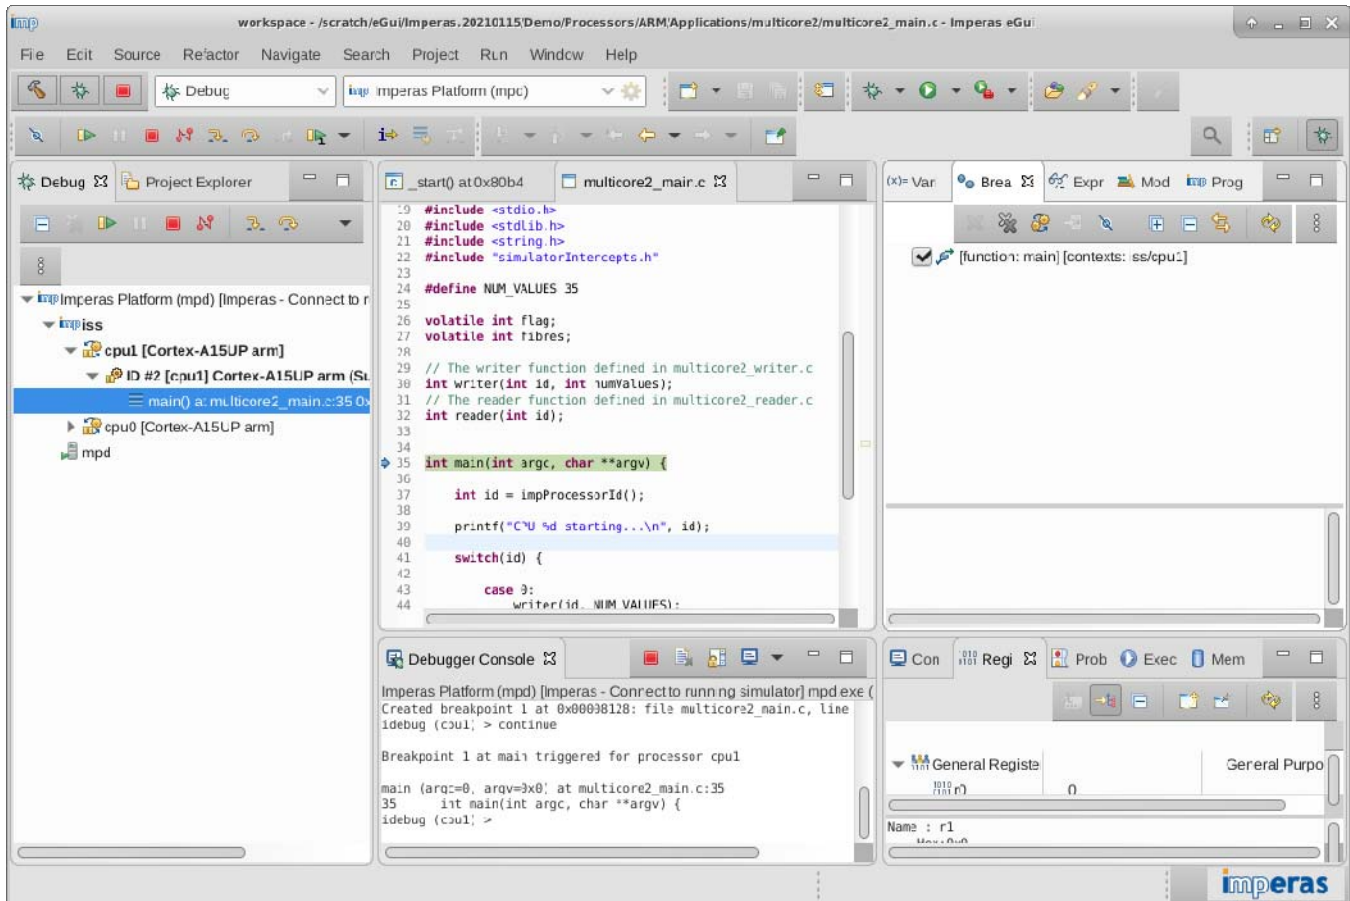 imp workspace - /scratch/eGui/Imperas.20210115/Demo/Processors/ARM/Applications/multicore2/multicore2_main.c - Imperas eGui
File Edit Source Refactor Navigate Search Project Run Window Help
Debug imp Imperas Platform (mpd)
Debug Project Explorer
imp Imperas Platform (mpd) [Imperas - Connect to r
imp iss
cpu1 [Cortex-A15UP arm]
ID #2 [cpu1] Cortex-A15UP arm (Su
main() at multicore2_main.c:35 0x
cpu0 [Cortex-A15UP arm]
mpd
_start() at 0x80b4 multicore2_main.c
19 #include <stdio.h>
20 #include <stdlib.h>
21 #include <string.h>
22 #include "simulatorIntercepts.h"
23
24 #define NUM_VALUES 35
25
26 volatile int flag;
27 volatile int fibres;
28
29 // The writer function defined in multicore2_writer.c
30 int writer(int id, int numValues);
31 // The reader function defined in multicore2_reader.c
32 int reader(int id);
33
34
35 int main(int argc, char **argv) {
36
37 int id = impProcessorId();
38
39 printf("CPU %d starting...\n", id);
40
41 switch(id) {
42
43 case 0:
44 writer(id, NUM_VALUES);
(x)= Var Brea Expr Mod imp Prog
[function: main] [contexts: iss/cpu1]
Debugger Console
Imperas Platform (mpd) [Imperas - Connect to running simulator] mpd.exe (
Created breakpoint 1 at 0x00008128: file multicore2_main.c, line
idebug (cpu1) > continue
Breakpoint 1 at main triggered for processor cpu1
main (argc=0, argv=0x0) at multicore2_main.c:35
35 int main(int argc, char **argv) {
idebug (cpu1) >
Con Regi Prob Exec Mem
General Registe General Purpo
r0 0
Name : r1
Hex:0x0
imperas